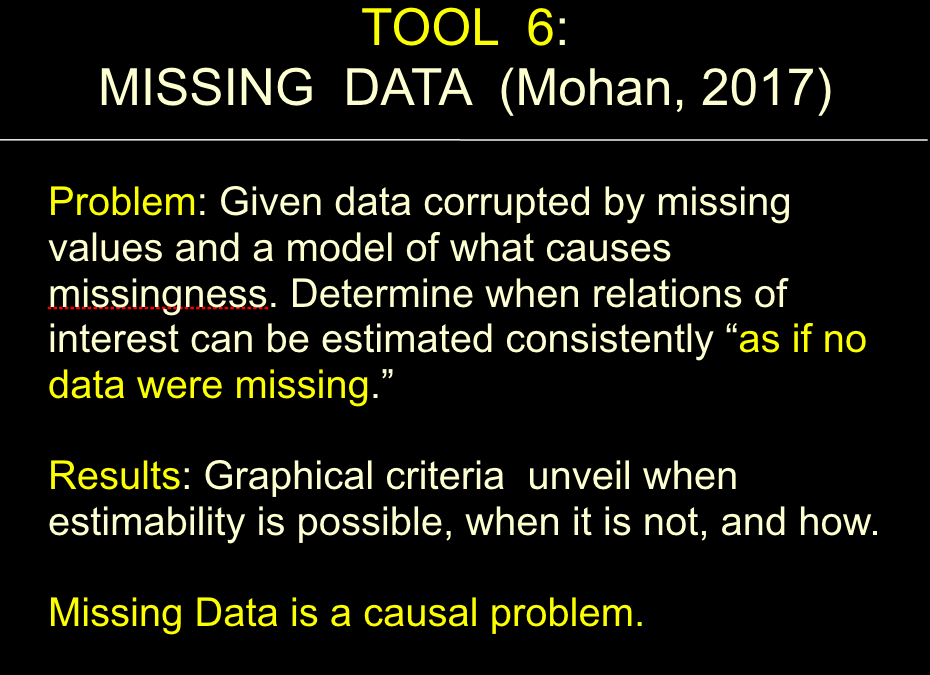 TOOL 6:
MISSING DATA (Mohan, 2017)
Problem: Given data corrupted by missing
values and a model of what causes
missingness. Determine when relations of
interest can be estimated consistently “as if no
data were missing.”
Results: Graphical criteria unveil when
estimability is possible, when it is not, and how.
Missing Data is a causal problem.